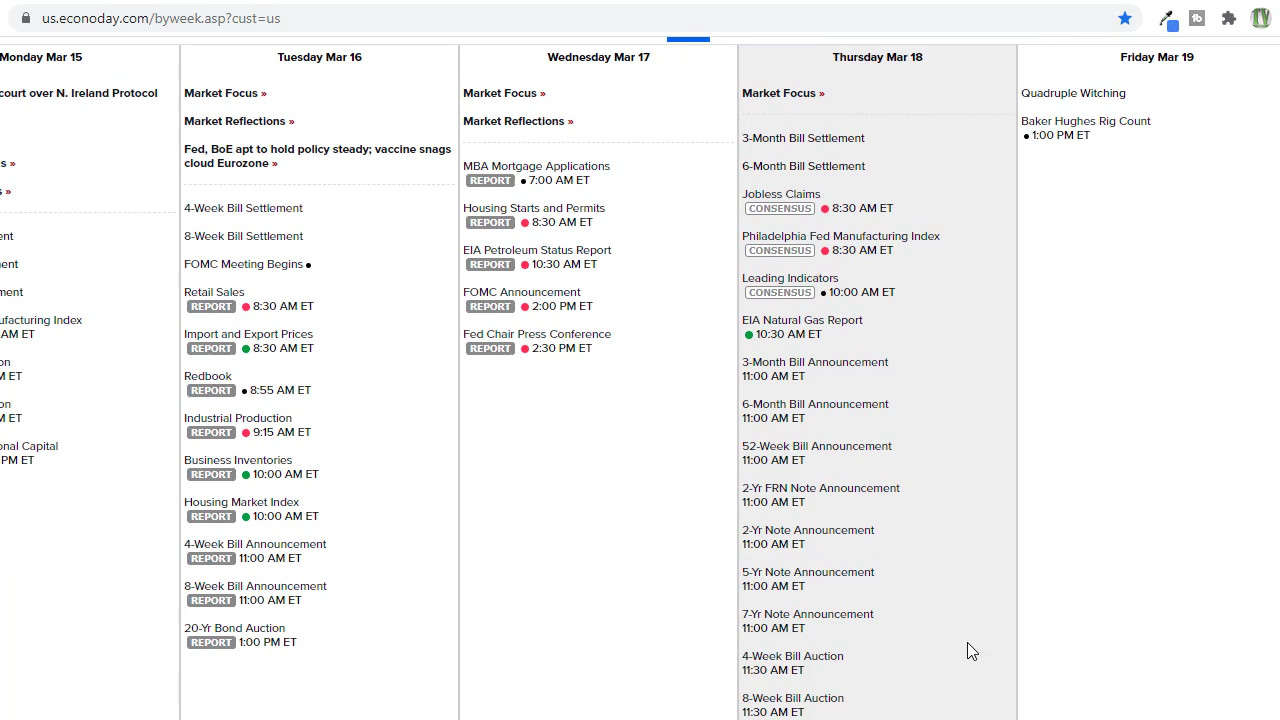 us.econoday.com/byweek.asp?cust=us
Monday Mar 15
court over N. Ireland Protocol
s »
s »
ent
ment
ment
ufacturing Index
AM ET
on
M ET
on
M ET
onal Capital
PM ET
Tuesday Mar 16
Market Focus »
Market Reflections »
Fed, BoE apt to hold policy steady; vaccine snags
cloud Eurozone »
4-Week Bill Settlement
8-Week Bill Settlement
FOMC Meeting Begins
Retail Sales
REPORT 8:30 AM ET
Import and Export Prices
REPORT 8:30 AM ET
Redbook
REPORT 8:55 AM ET
Industrial Production
REPORT 9:15 AM ET
Business Inventories
REPORT 10:00 AM ET
Housing Market Index
REPORT 10:00 AM ET
4-Week Bill Announcement
REPORT 11:00 AM ET
8-Week Bill Announcement
REPORT 11:00 AM ET
20-Yr Bond Auction
REPORT 1:00 PM ET
Wednesday Mar 17
Market Focus »
Market Reflections »
MBA Mortgage Applications
REPORT 7:00 AM ET
Housing Starts and Permits
REPORT 8:30 AM ET
EIA Petroleum Status Report
REPORT 10:30 AM ET
FOMC Announcement
REPORT 2:00 PM ET
Fed Chair Press Conference
REPORT 2:30 PM ET
Thursday Mar 18
Market Focus »
3-Month Bill Settlement
6-Month Bill Settlement
Jobless Claims
CONSENSUS 8:30 AM ET
Philadelphia Fed Manufacturing Index
CONSENSUS 8:30 AM ET
Leading Indicators
CONSENSUS 10:00 AM ET
EIA Natural Gas Report
10:30 AM ET
3-Month Bill Announcement
11:00 AM ET
6-Month Bill Announcement
11:00 AM ET
52-Week Bill Announcement
11:00 AM ET
2-Yr FRN Note Announcement
11:00 AM ET
2-Yr Note Announcement
11:00 AM ET
5-Yr Note Announcement
11:00 AM ET
7-Yr Note Announcement
11:00 AM ET
4-Week Bill Auction
11:30 AM ET
8-Week Bill Auction
11:30 AM ET
Friday Mar 19
Quadruple Witching
Baker Hughes Rig Count
1:00 PM ET